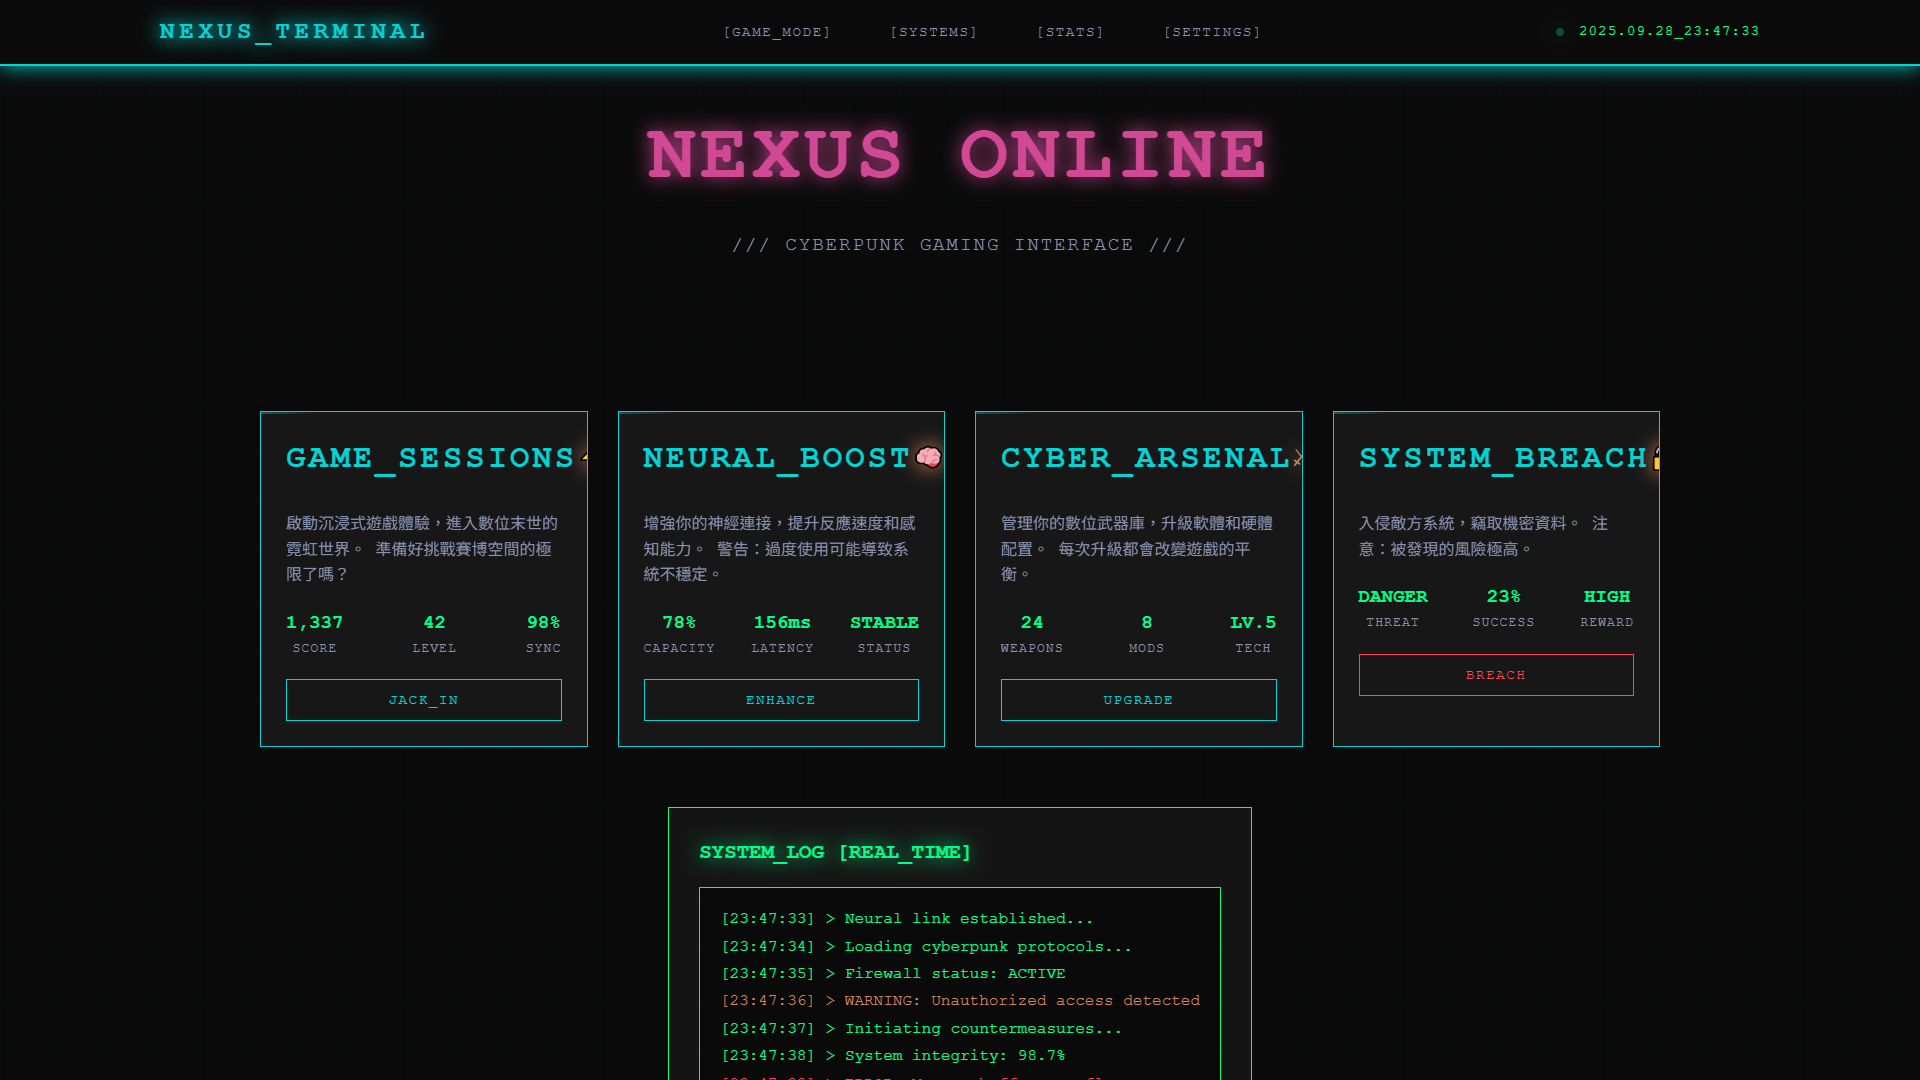 NEXUS_TERMINAL
[GAME_MODE]
[SYSTEMS]
[STATS]
[SETTINGS]
2025.09.28_23:47:33
NEXUS ONLINE
/// CYBERPUNK GAMING INTERFACE ///
GAME_SESSIONS
啟動沉浸式遊戲體驗，進入數位末世的
霓虹世界。 準備好挑戰賽博空間的極
限了嗎？
1,337
42
98%
SCORE
LEVEL
SYNC
JACK_IN
NEURAL_BOOST
增強你的神經連接，提升反應速度和感
知能力。 警告：過度使用可能導致系
統不穩定。
78%
156ms
STABLE
CAPACITY
LATENCY
STATUS
ENHANCE
CYBER_ARSENAL
管理你的數位武器庫，升級軟體和硬體
配置。 每次升級都會改變遊戲的平
衡。
24
8
LV.5
WEAPONS
MODS
TECH
UPGRADE
SYSTEM_BREACH
入侵敵方系統，竊取機密資料。 注
意：被發現的風險極高。
DANGER
23%
HIGH
THREAT
SUCCESS
REWARD
BREACH
SYSTEM_LOG [REAL_TIME]
[23:47:33] > Neural link established...
[23:47:34] > Loading cyberpunk protocols...
[23:47:35] > Firewall status: ACTIVE
[23:47:36] > WARNING: Unauthorized access detected
[23:47:37] > Initiating countermeasures...
[23:47:38] > System integrity: 98.7%